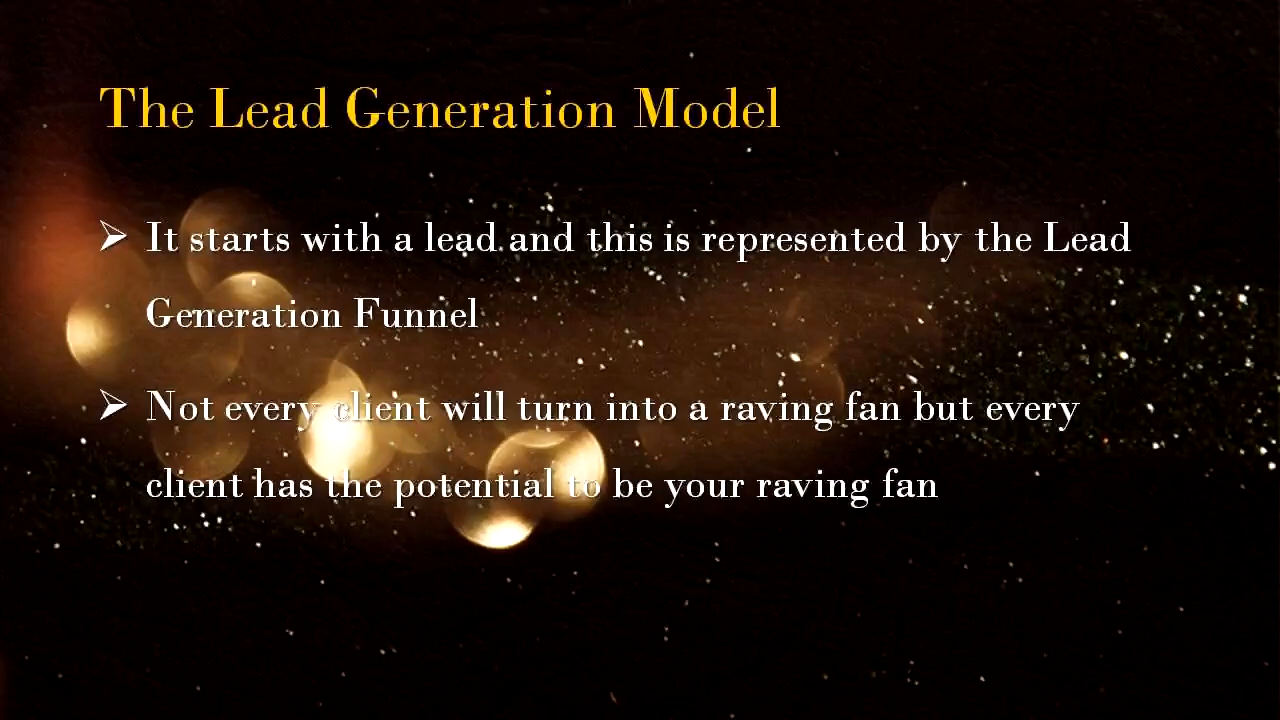 The Lead Generation Model
➢ It starts with a lead and this is represented by the Lead
Generation Funnel
➢ Not every client will turn into a raving fan but every
client has the potential to be your raving fan